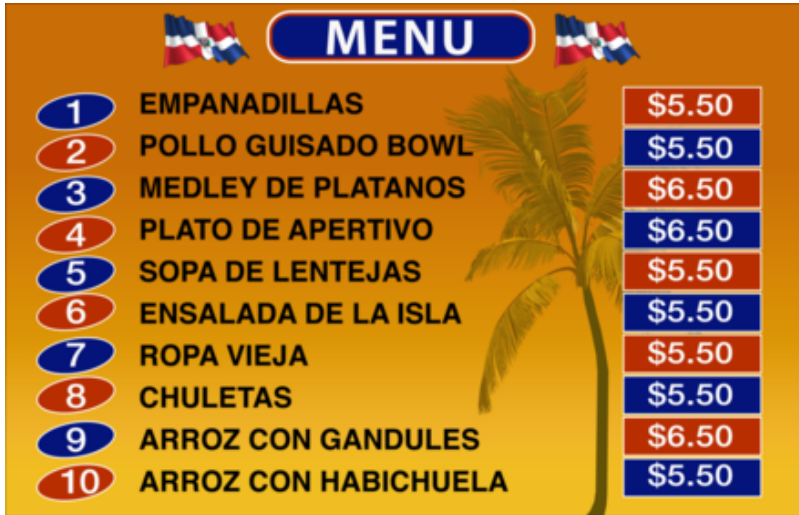 MENU
1 EMPANADILLAS $5.50
2 POLLO GUISADO BOWL $5.50
3 MEDLEY DE PLATANOS $6.50
4 PLATO DE APERTIVO $6.50
5 SOPA DE LENTEJAS $5.50
6 ENSALADA DE LA ISLA $5.50
7 ROPA VIEJA $5.50
8 CHULETAS $5.50
9 ARROZ CON GANDULES $6.50
10 ARROZ CON HABICHUELA $5.50